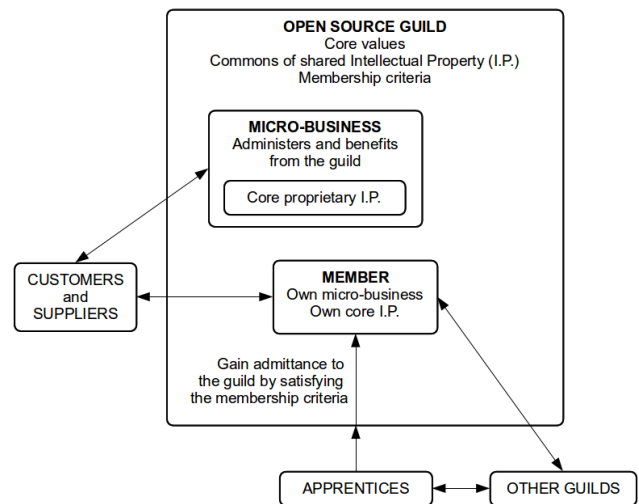 OPEN SOURCE GUILD
Core values
Commons of shared Intellectual Property (I.P.)
Membership criteria
MICRO-BUSINESS
Administers and benefits
from the guild
Core proprietary I.P.
CUSTOMERS
and
SUPPLIERS
MEMBER
Own micro-business
Own core I.P.
Gain admittance to
the guild by satisfying
the membership criteria
APPRENTICES
OTHER GUILDS